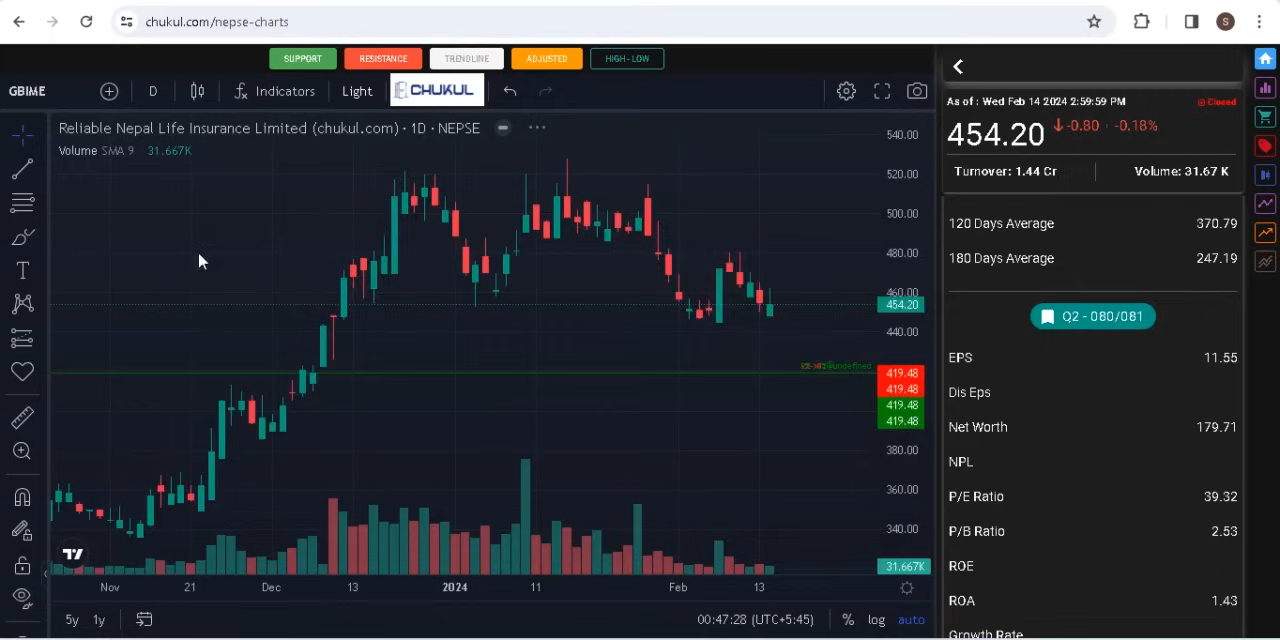 chukul.com/nepse-charts
S
SUPPORT
RESISTANCE
TRENDLINE
ADJUSTED
HIGH-LOW
GBIME
D
Indicators
Light
CHUKUL
Reliable Nepal Life Insurance Limited (chukul.com) · 1D · NEPSE
Volume SMA 9 31.667K
540.00
520.00
500.00
480.00
460.00
454.20
440.00
419.48
419.48
419.48
419.48
380.00
360.00
340.00
31.667K
Nov
21
Dec
13
2024
11
Feb
13
5y
1y
00:47:28 (UTC+5:45)
%
log
auto
As of : Wed Feb 14 2024 2:59:59 PM
Closed
454.20
-0.80 · -0.18%
Turnover: 1.44 Cr
Volume: 31.67 K
120 Days Average 370.79
180 Days Average 247.19
Q2 - 080/081
EPS 11.55
Dis Eps
Net Worth 179.71
NPL
P/E Ratio 39.32
P/B Ratio 2.53
ROE
ROA 1.43
Growth Rate